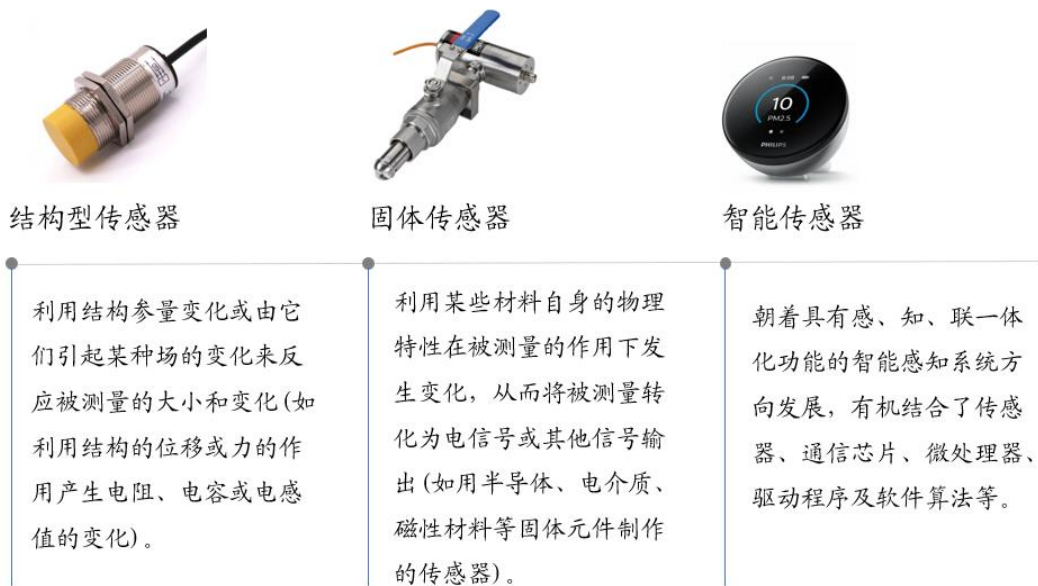 10
PM2.5
PHILIPS
结构型传感器
固体传感器
智能传感器
利用结构参量变化或由它
们引起某种场的变化来反
应被测量的大小和变化(如
利用结构的位移或力的作
用产生电阻、电容或电感
值的变化)。
利用某些材料自身的物理
特性在被测量的作用下发
生变化，从而将被测量转
化为电信号或其他信号输
出(如用半导体、电介质、
磁性材料等固体元件制作
的传感器)。
朝着具有感、知、联一体
化功能的智能感知系统方
向发展，有机结合了传感
器、通信芯片、微处理器、
驱动程序及软件算法等。